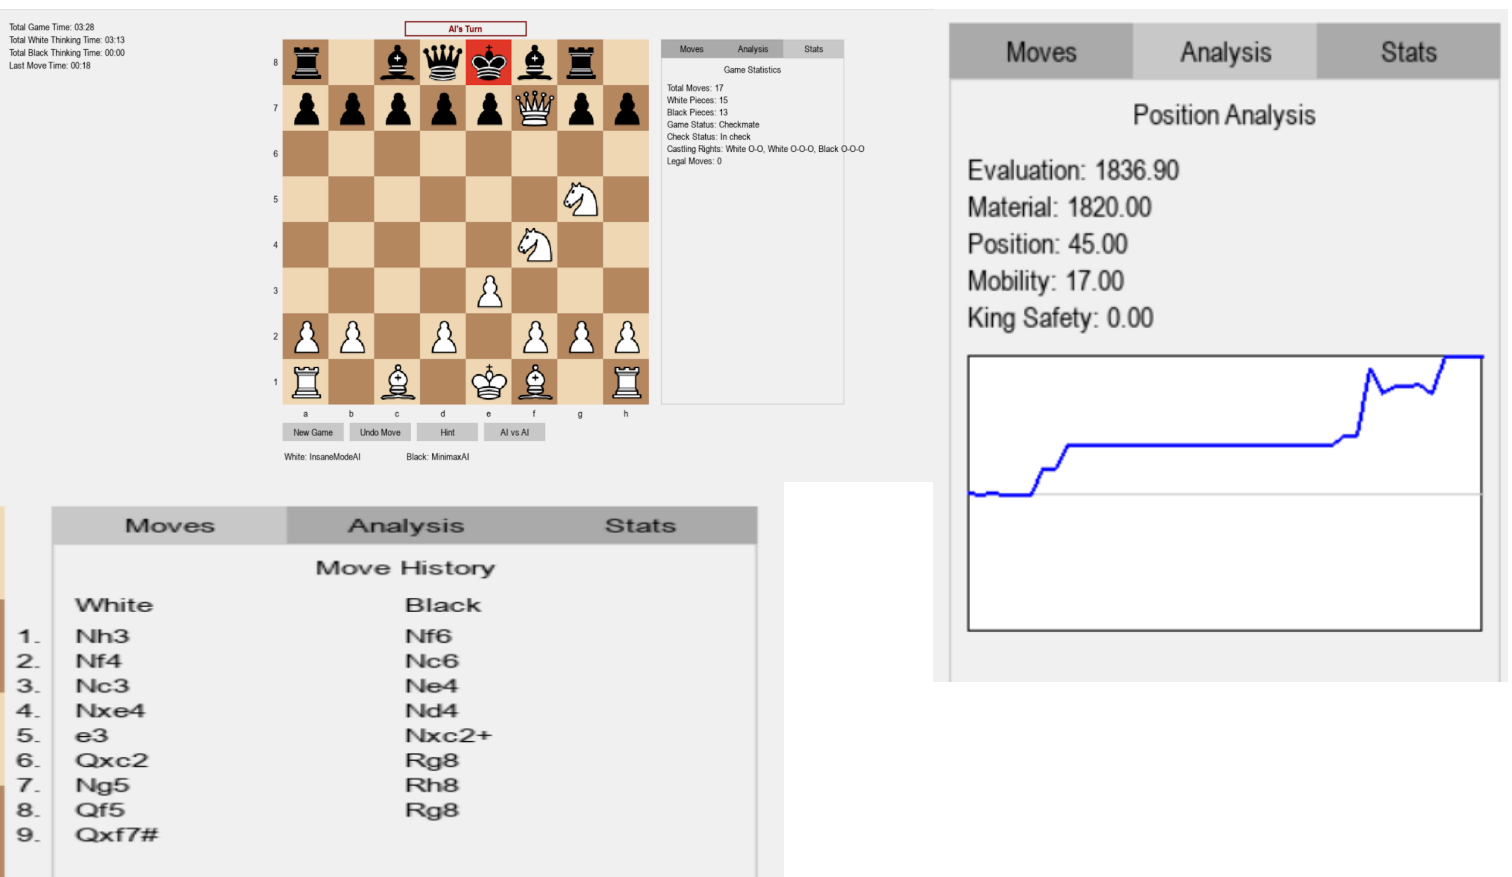 Total Game Time: 03:28
Total White Thinking Time: 03:13
Total Black Thinking Time: 00:00
Last Move Time: 00:18
AI's Turn
8
7
6
5
4
3
2
1
a b c d e f g h
New Game Undo Move Hint AI vs AI
White: InsaneModeAI Black: MinimaxAI
Moves Analysis Stats
Game Statistics
Total Moves: 17
White Pieces: 15
Black Pieces: 13
Game Status: Checkmate
Check Status: In check
Castling Rights: White O-O, White O-O-O, Black O-O-O
Legal Moves: 0
Moves Analysis Stats
Position Analysis
Evaluation: 1836.90
Material: 1820.00
Position: 45.00
Mobility: 17.00
King Safety: 0.00
Moves Analysis Stats
Move History
White Black
1. Nh3 Nf6
2. Nf4 Nc6
3. Nc3 Ne4
4. Nxe4 Nd4
5. e3 Nxc2+
6. Qxc2 Rg8
7. Ng5 Rh8
8. Qf5 Rg8
9. Qxf7#